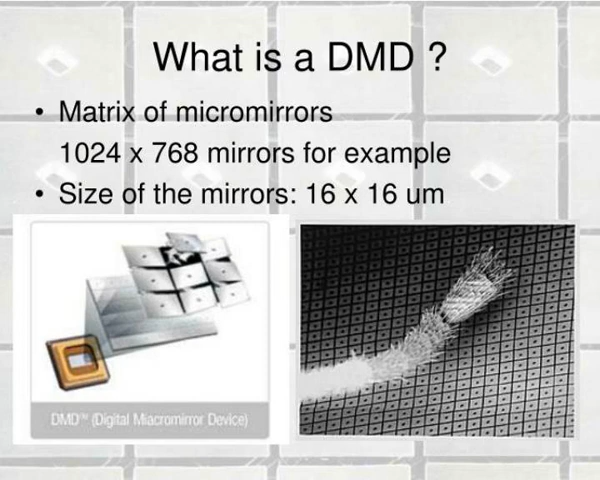 What is a DMD ?
• Matrix of micromirrors
1024 x 768 mirrors for example
• Size of the mirrors: 16 x 16 um
DMD™ (Digital Miacromirror Device)